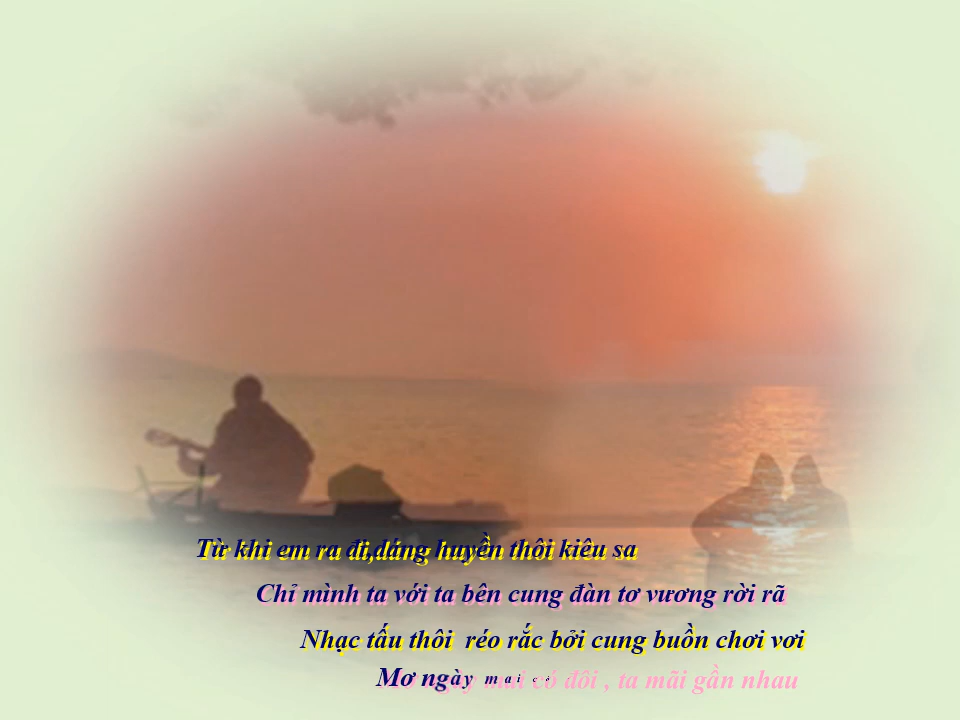 Từ khi em ra đi,dáng huyền thôi kiêu sa
Chỉ mình ta với ta bên cung đàn tơ vương rời rã
Nhạc tấu thôi réo rắc bởi cung buồn chơi vơi
Mơ ngày mai có đôi , ta mãi gần nhau